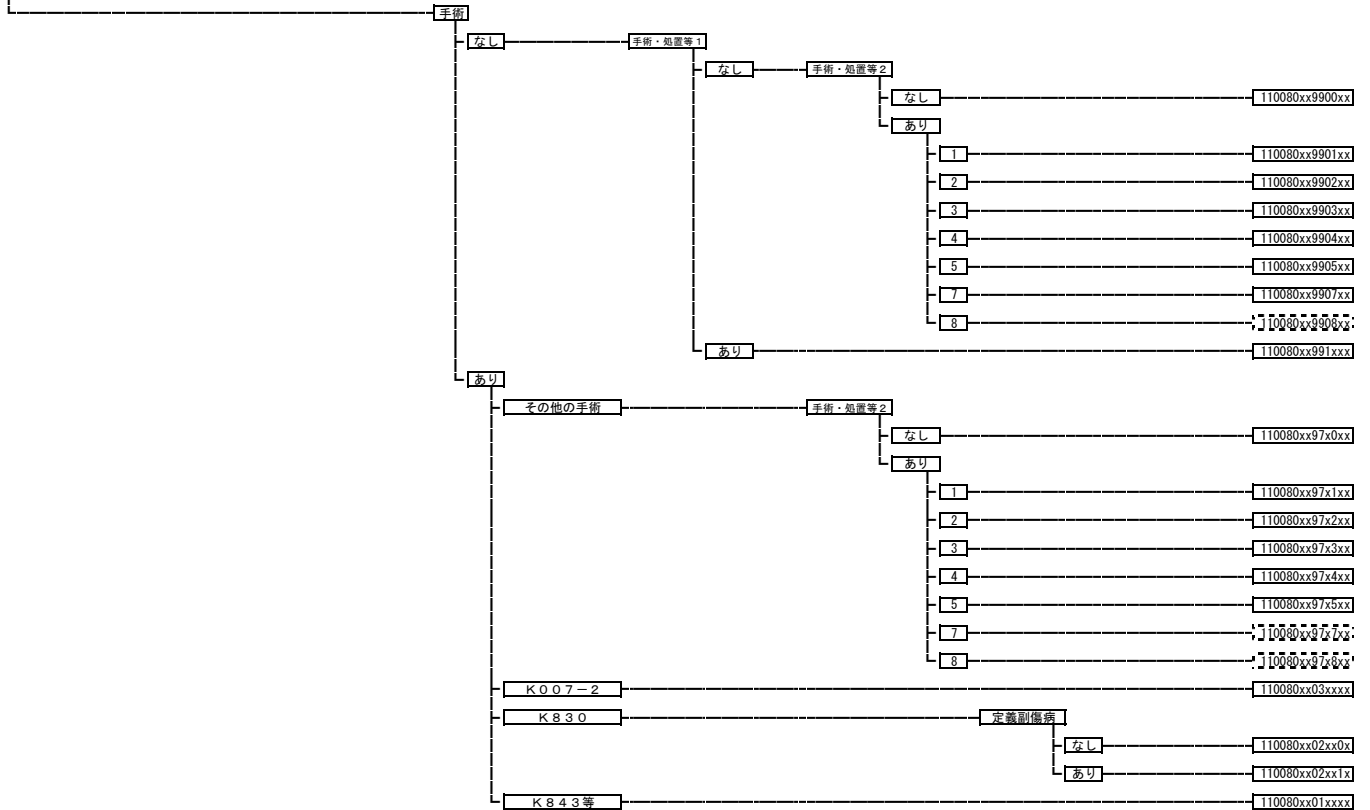 手術
なし 手術・処置等1
なし 手術・処置等2
なし 110080xx9900xx
あり
1 110080xx9901xx
2 110080xx9902xx
3 110080xx9903xx
4 110080xx9904xx
5 110080xx9905xx
7 110080xx9907xx
8 110080xx9908xx
あり 110080xx991xxx
あり
その他の手術 手術・処置等2
なし 110080xx97x0xx
あり
1 110080xx97x1xx
2 110080xx97x2xx
3 110080xx97x3xx
4 110080xx97x4xx
5 110080xx97x5xx
7 110080xx97x7xx
8 110080xx97x8xx
K007-2 110080xx03xxxx
K830 定義副傷病
なし 110080xx02xx0x
あり 110080xx02xx1x
K843等 110080xx01xxxx